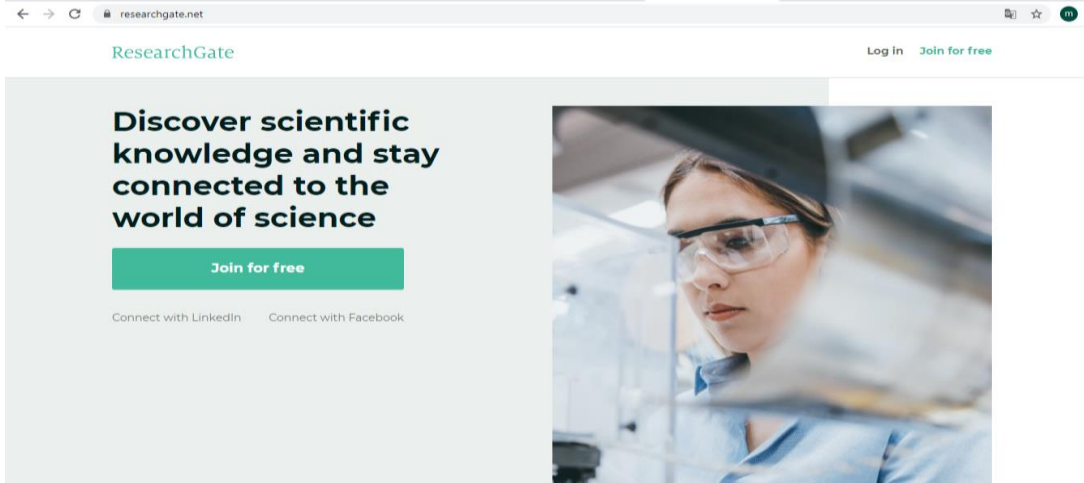 researchgate.net
m
ResearchGate
Log in
Join for free
Discover scientific
knowledge and stay
connected to the
world of science
Join for free
Connect with LinkedIn
Connect with Facebook